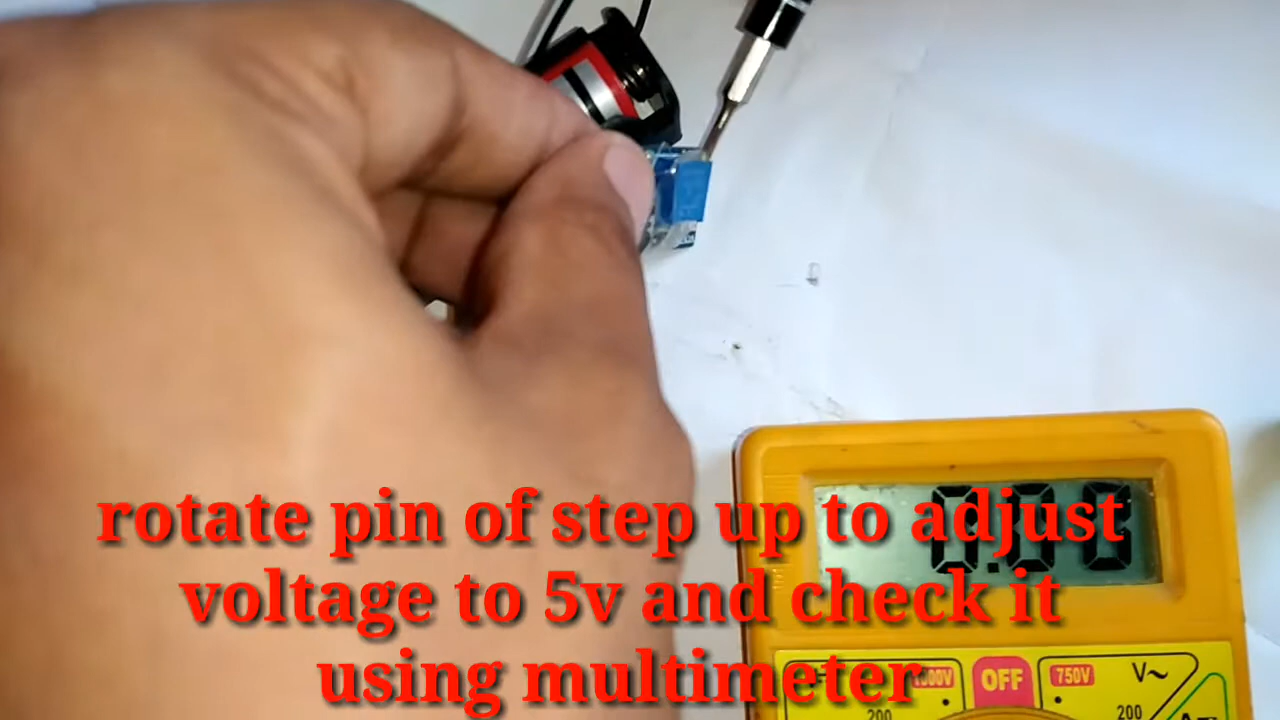 0.00
rotate pin of step up to adjust
voltage to 5v and check it
using multimeter
OFF
750V
V~
200
200